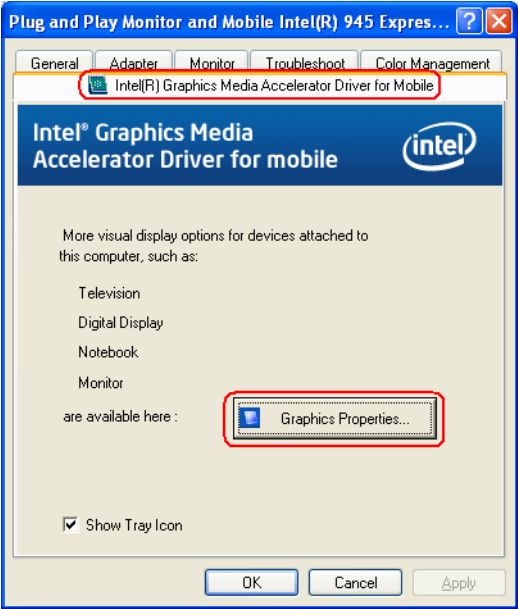 Plug and Play Monitor and Mobile Intel(R) 945 Expres...
General Adapter Monitor Troubleshoot Color Management
Intel(R) Graphics Media Accelerator Driver for Mobile
Intel® Graphics Media
Accelerator Driver for mobile
intel
More visual display options for devices attached to
this computer, such as:
Television
Digital Display
Notebook
Monitor
are available here :
Graphics Properties...
Show Tray Icon
OK Cancel Apply